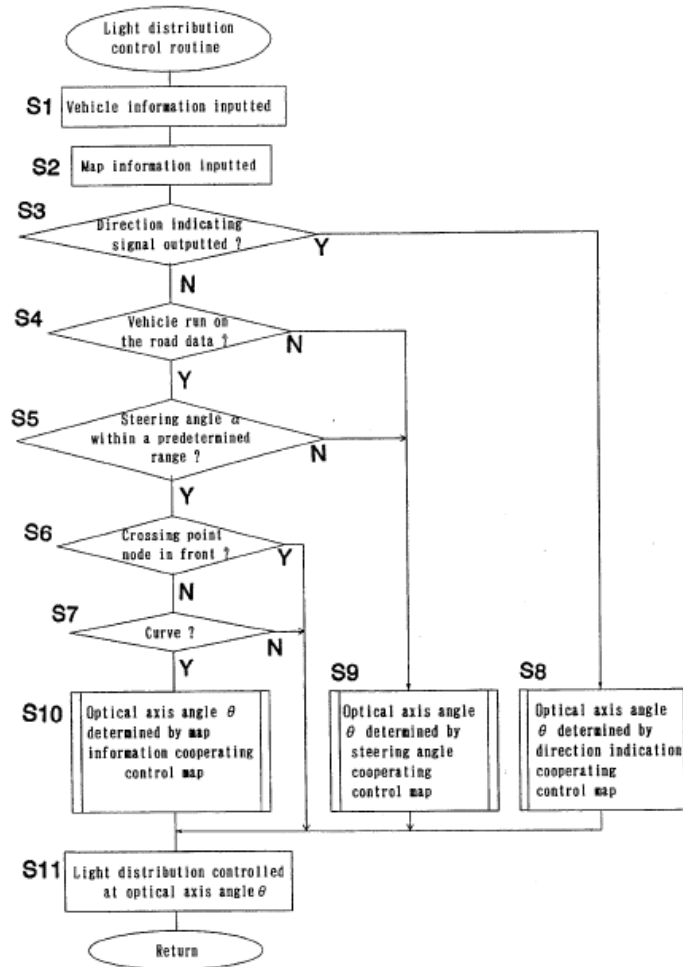 Light distribution
control routine
S1
Vehicle information inputted
S2
Map information inputted
S3
Direction indicating
signal outputted ?
Y
N
S4
Vehicle run on
the road data ?
N
Y
S5
Steering angle α
within a predetermined
range ?
N
Y
S6
Crossing point
node in front ?
Y
N
S7
Curve ?
N
Y
S10
Optical axis angle θ
determined by map
information cooperating
control map
S9
Optical axis angle
θ determined by
steering angle
cooperating
control map
S8
Optical axis angle
θ determined by
direction indication
cooperating
control map
S11
Light distribution controlled
at optical axis angle θ
Return